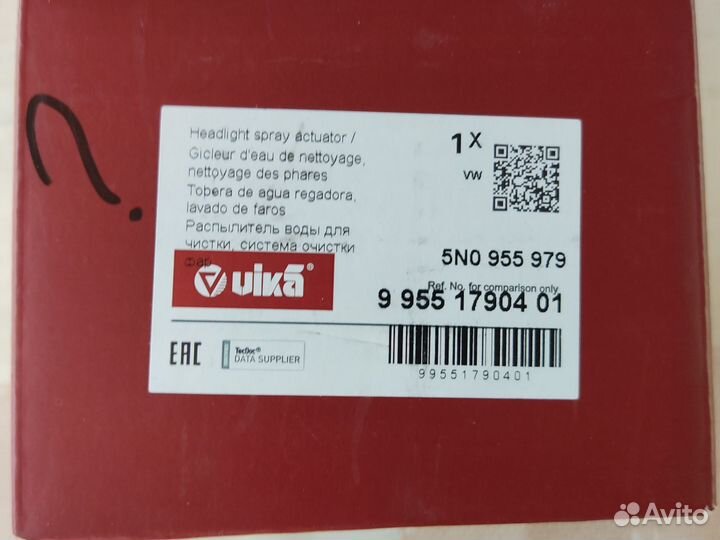 ?
Headlight spray actuator /
Gicleur d'eau de nettoyage,
nettoyage des phares
Tobera de agua regadora,
lavado de faros
Распылитель воды для
чистки, система очистки
фар
1 X
VW
5N0 955 979
Ref. No. for comparison only
9 955 17904 01
vika®
EAC
TecDoc®
DATA SUPPLIER
99551790401
Avito